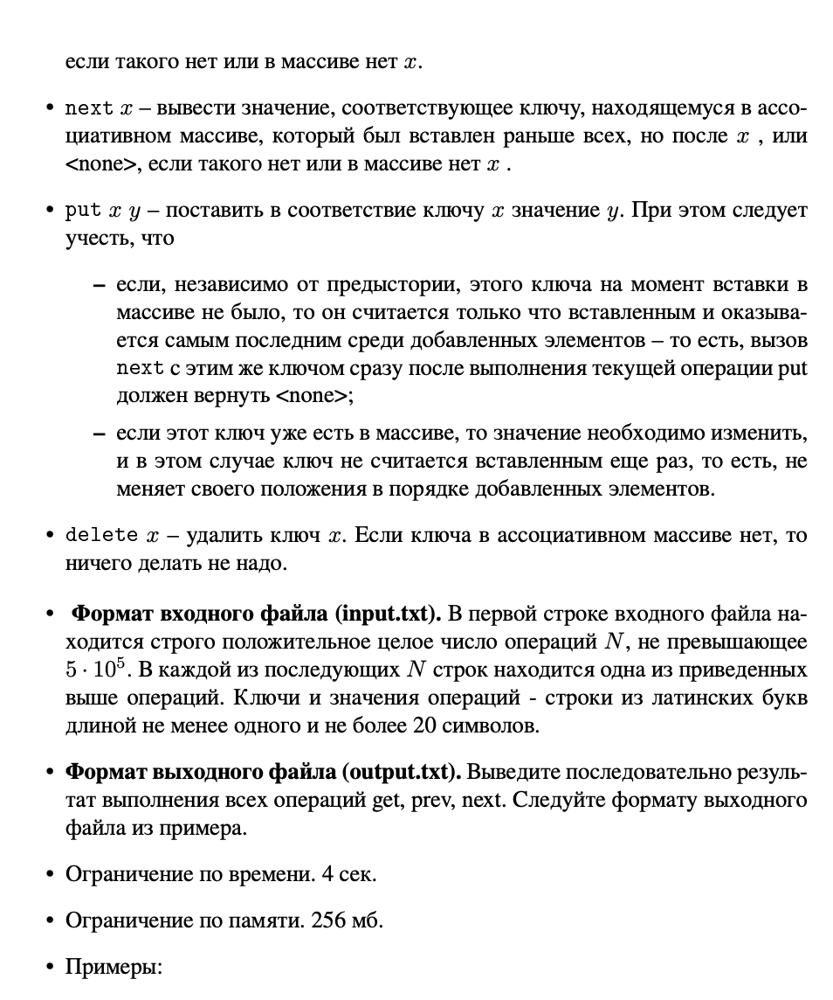 если такого нет или в массиве нет x.
• next x – вывести значение, соответствующее ключу, находящемуся в ассо-
циативном массиве, который был вставлен раньше всех, но после x , или
<none>, если такого нет или в массиве нет x .
• put x y – поставить в соответствие ключу x значение y. При этом следует
учесть, что
– если, независимо от предыстории, этого ключа на момент вставки в
массиве не было, то он считается только что вставленным и оказыва-
ется самым последним среди добавленных элементов – то есть, вызов
next с этим же ключом сразу после выполнения текущей операции put
должен вернуть <none>;
– если этот ключ уже есть в массиве, то значение необходимо изменить,
и в этом случае ключ не считается вставленным еще раз, то есть, не
меняет своего положения в порядке добавленных элементов.
• delete x – удалить ключ x. Если ключа в ассоциативном массиве нет, то
ничего делать не надо.
• Формат входного файла (input.txt). В первой строке входного файла на-
ходится строго положительное целое число операций N, не превышающее
5 · 10⁵. В каждой из последующих N строк находится одна из приведенных
выше операций. Ключи и значения операций - строки из латинских букв
длиной не менее одного и не более 20 символов.
• Формат выходного файла (output.txt). Выведите последовательно резуль-
тат выполнения всех операций get, prev, next. Следуйте формату выходного
файла из примера.
• Ограничение по времени. 4 сек.
• Ограничение по памяти. 256 мб.
• Примеры: